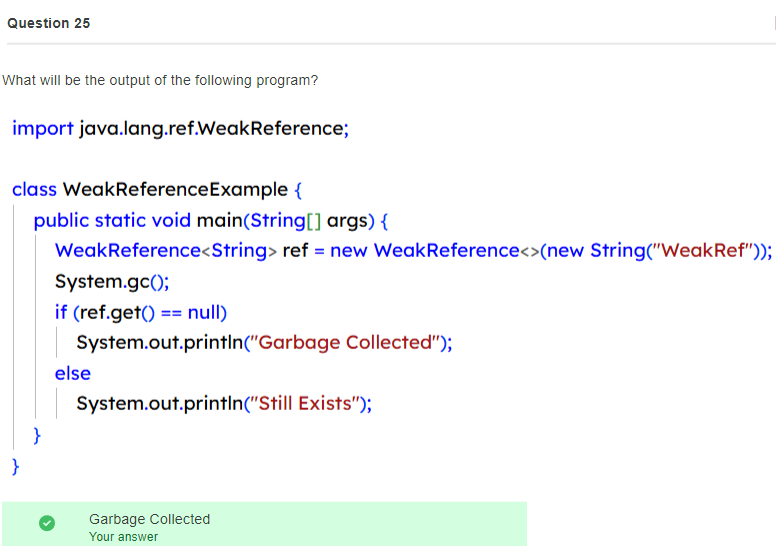 Question 25
What will be the output of the following program?
import java.lang.ref.WeakReference;
class WeakReferenceExample {
public static void main(String[] args) {
WeakReference<String> ref = new WeakReference<>(new String("WeakRef"));
System.gc();
if (ref.get() == null)
System.out.println("Garbage Collected");
else
System.out.println("Still Exists");
}
}
Garbage Collected
Your answer